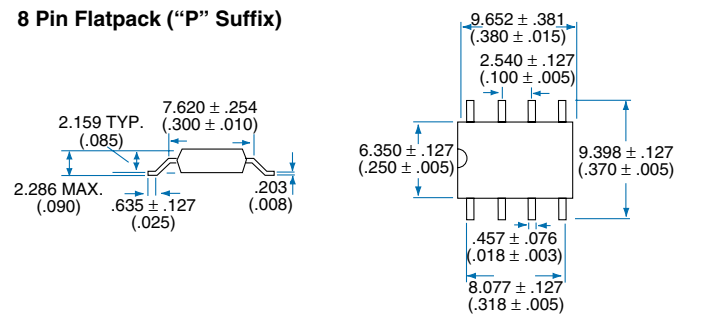 8 Pin Flatpack (“P” Suffix)
9.652 ± .381
(.380 ± .015)
2.540 ± .127
(.100 ± .005)
7.620 ± .254
(.300 ± .010)
2.159 TYP.
(.085)
2.286 MAX.
(.090)
.635 ± .127
(.025)
.203
(.008)
6.350 ± .127
(.250 ± .005)
9.398 ± .127
(.370 ± .005)
.457 ± .076
(.018 ± .003)
8.077 ± .127
(.318 ± .005)